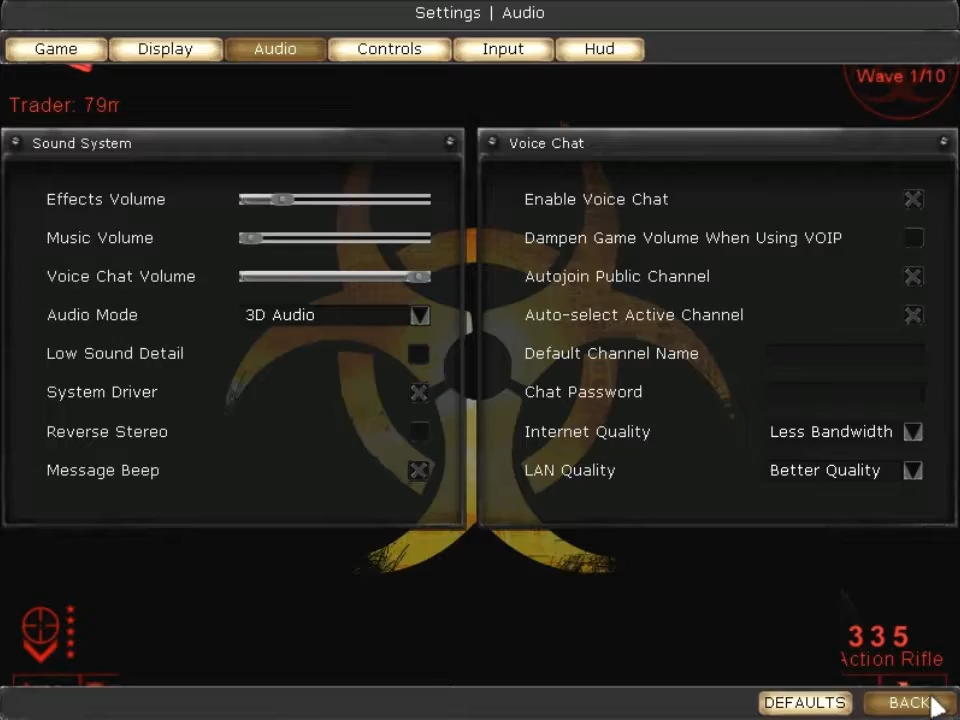 Settings | Audio
Game Display Audio Controls Input Hud
Wave 1/10
Trader: 79m
Sound System
Effects Volume
Music Volume
Voice Chat Volume
Audio Mode 3D Audio
Low Sound Detail
System Driver
Reverse Stereo
Message Beep
Voice Chat
Enable Voice Chat
Dampen Game Volume When Using VOIP
Autojoin Public Channel
Auto-select Active Channel
Default Channel Name
Chat Password
Internet Quality Less Bandwidth
LAN Quality Better Quality
335
Action Rifle
DEFAULTS BACK